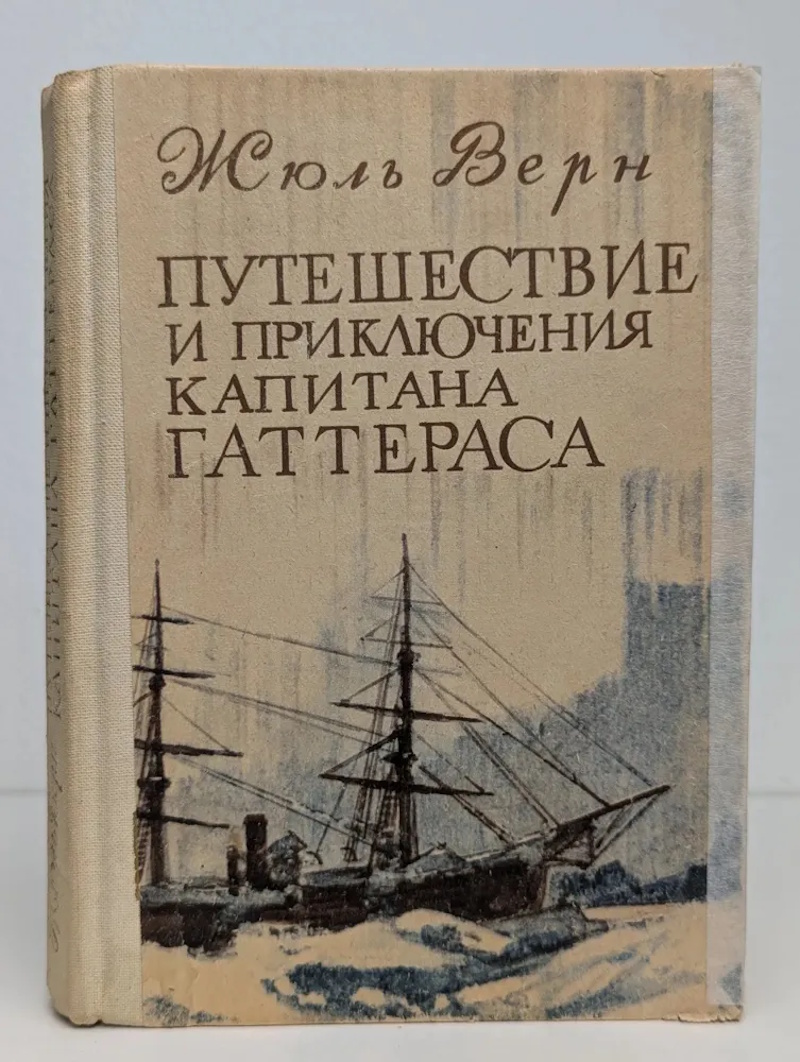 Жюль Верн
ПУТЕШЕСТВИЕ
И ПРИКЛЮЧЕНИЯ
КАПИТАНА
ГАТТЕРАСА